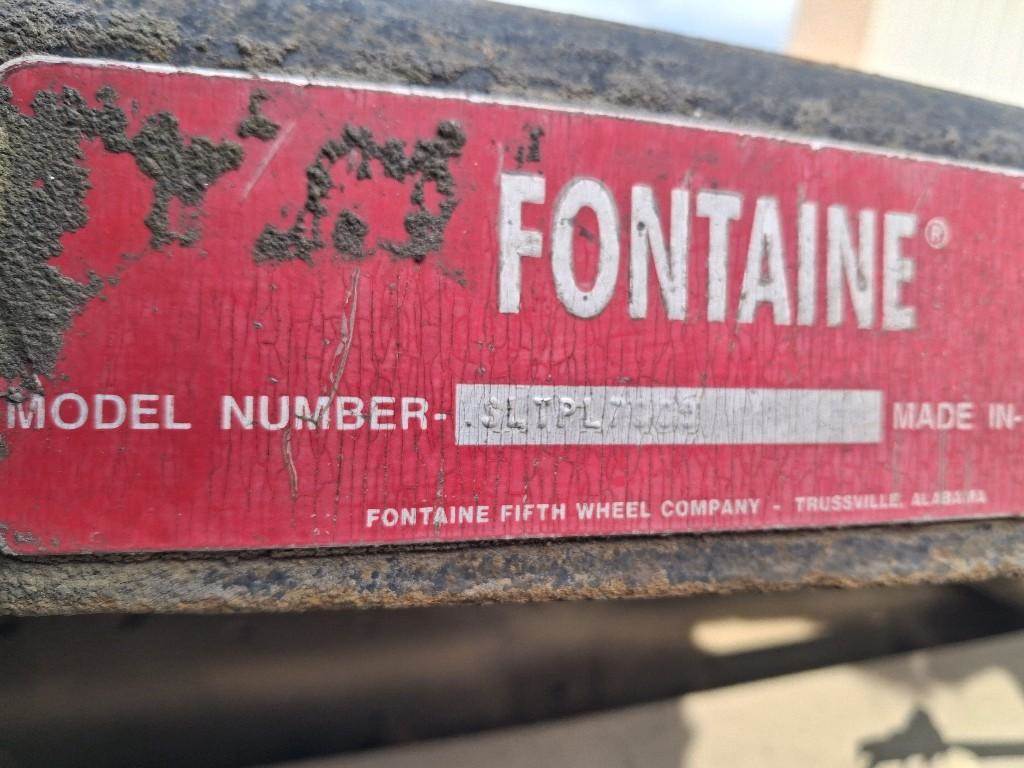 FONTAINE®
MODEL NUMBER- MADE IN-
FONTAINE FIFTH WHEEL COMPANY - TRUSSVILLE, ALABAMA